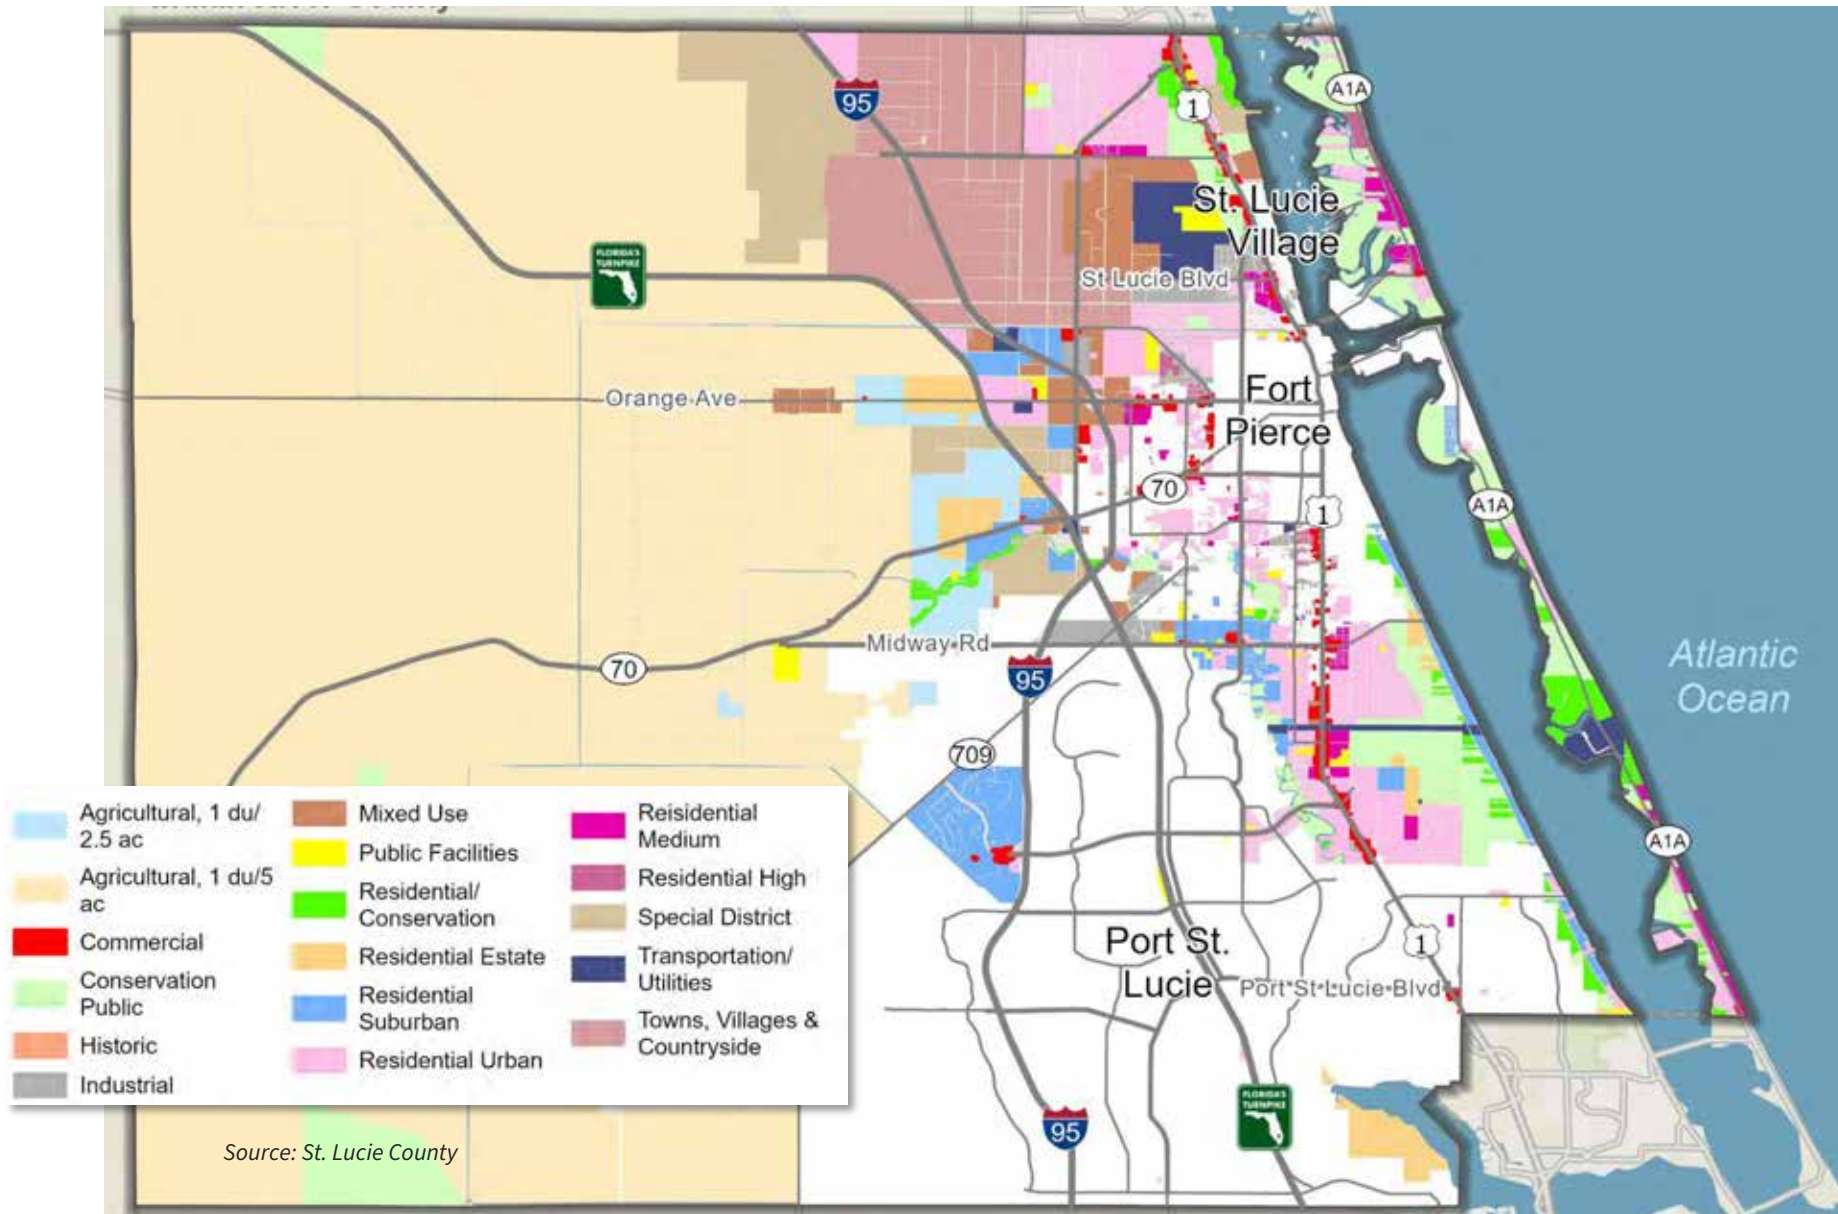 A1A
95
1
St. Lucie
Village
FLORIDA'S
TURNPIKE
St Lucie Blvd
Orange Ave
Fort
Pierce
70
A1A
1
Midway Rd
70
95
Atlantic
Ocean
709
A1A
Port St.
Lucie
1
Port St Lucie Blvd
FLORIDA'S
TURNPIKE
95
Agricultural, 1 du/
2.5 ac
Agricultural, 1 du/5
ac
Commercial
Conservation
Public
Historic
Industrial
Mixed Use
Public Facilities
Residential/
Conservation
Residential Estate
Residential
Suburban
Residential Urban
Reisidential
Medium
Residential High
Special District
Transportation/
Utilities
Towns, Villages &
Countryside
Source: St. Lucie County